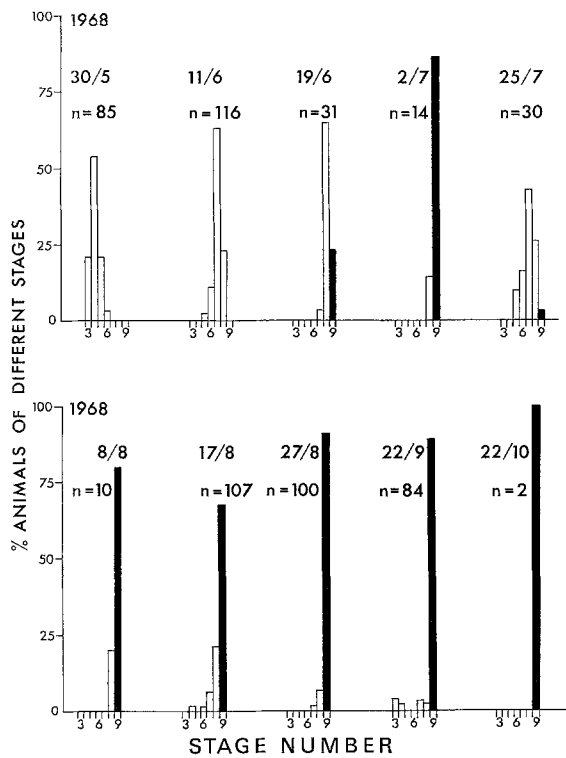 % ANIMALS OF DIFFERENT STAGES
100
75
50
25
0
1968
30/5 11/6 19/6 2/7 25/7
n=85 n=116 n=31 n=14 n=30
3 6 9 3 6 9 3 6 9 3 6 9 3 6 9
100
75
50
25
0
1968
8/8 17/8 27/8 22/9 22/10
n=10 n=107 n=100 n=84 n=2
3 6 9 3 6 9 3 6 9 3 6 9 3 6 9
STAGE NUMBER